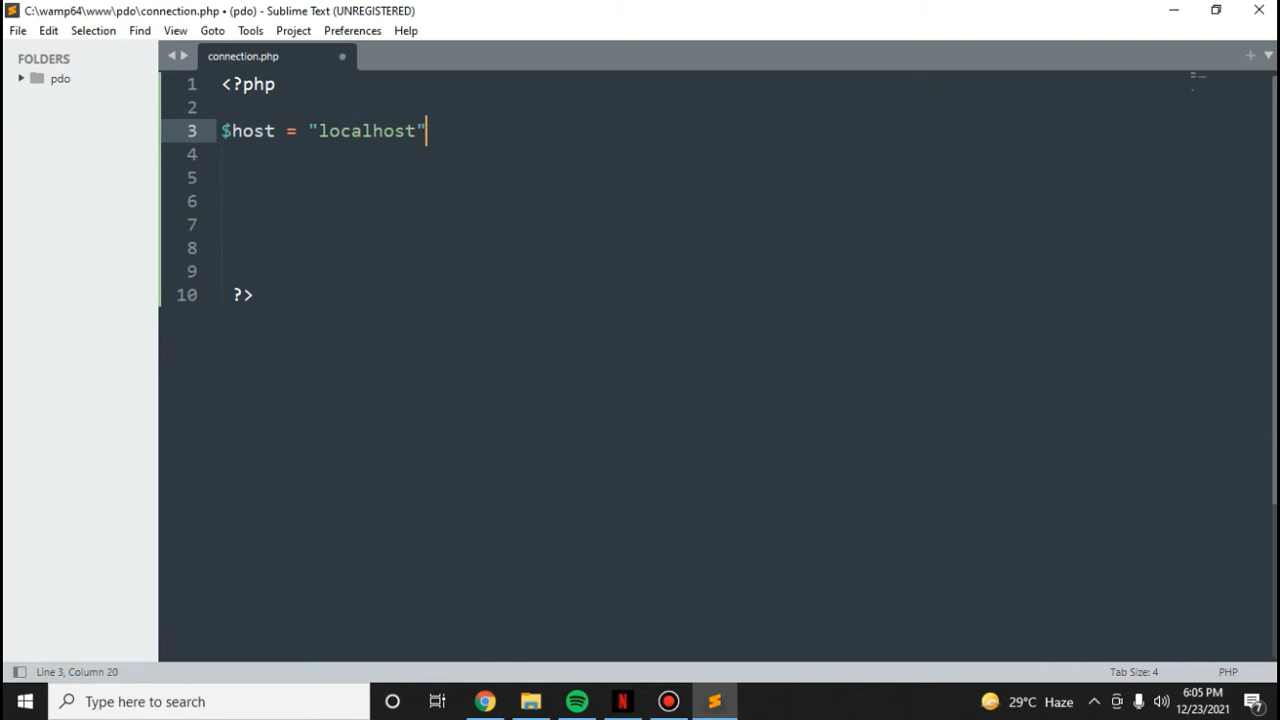 C:\wamp64\www\pdo\connection.php • (pdo) - Sublime Text (UNREGISTERED)
File Edit Selection View Goto Tools Project Preferences Help
FOLDERS
pdo
connection.php
1 <?php
2
3 $host = "localhost"
4
5
6
7
8
9
10 ?>
Line 3, Column 20
Tab Size: 4
PHP
Type here to search
29°C Haze
6:05 PM
12/23/2021
7